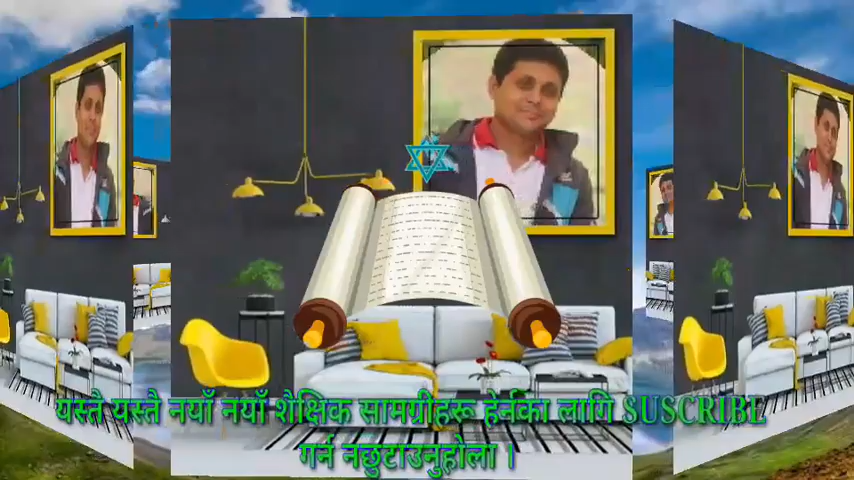 यस्तै यस्तै नयाँ नयाँ शैक्षिक सामग्रीहरू हेर्नका लागि SUSCRIBE
गर्न नछुटाउनुहोला ।